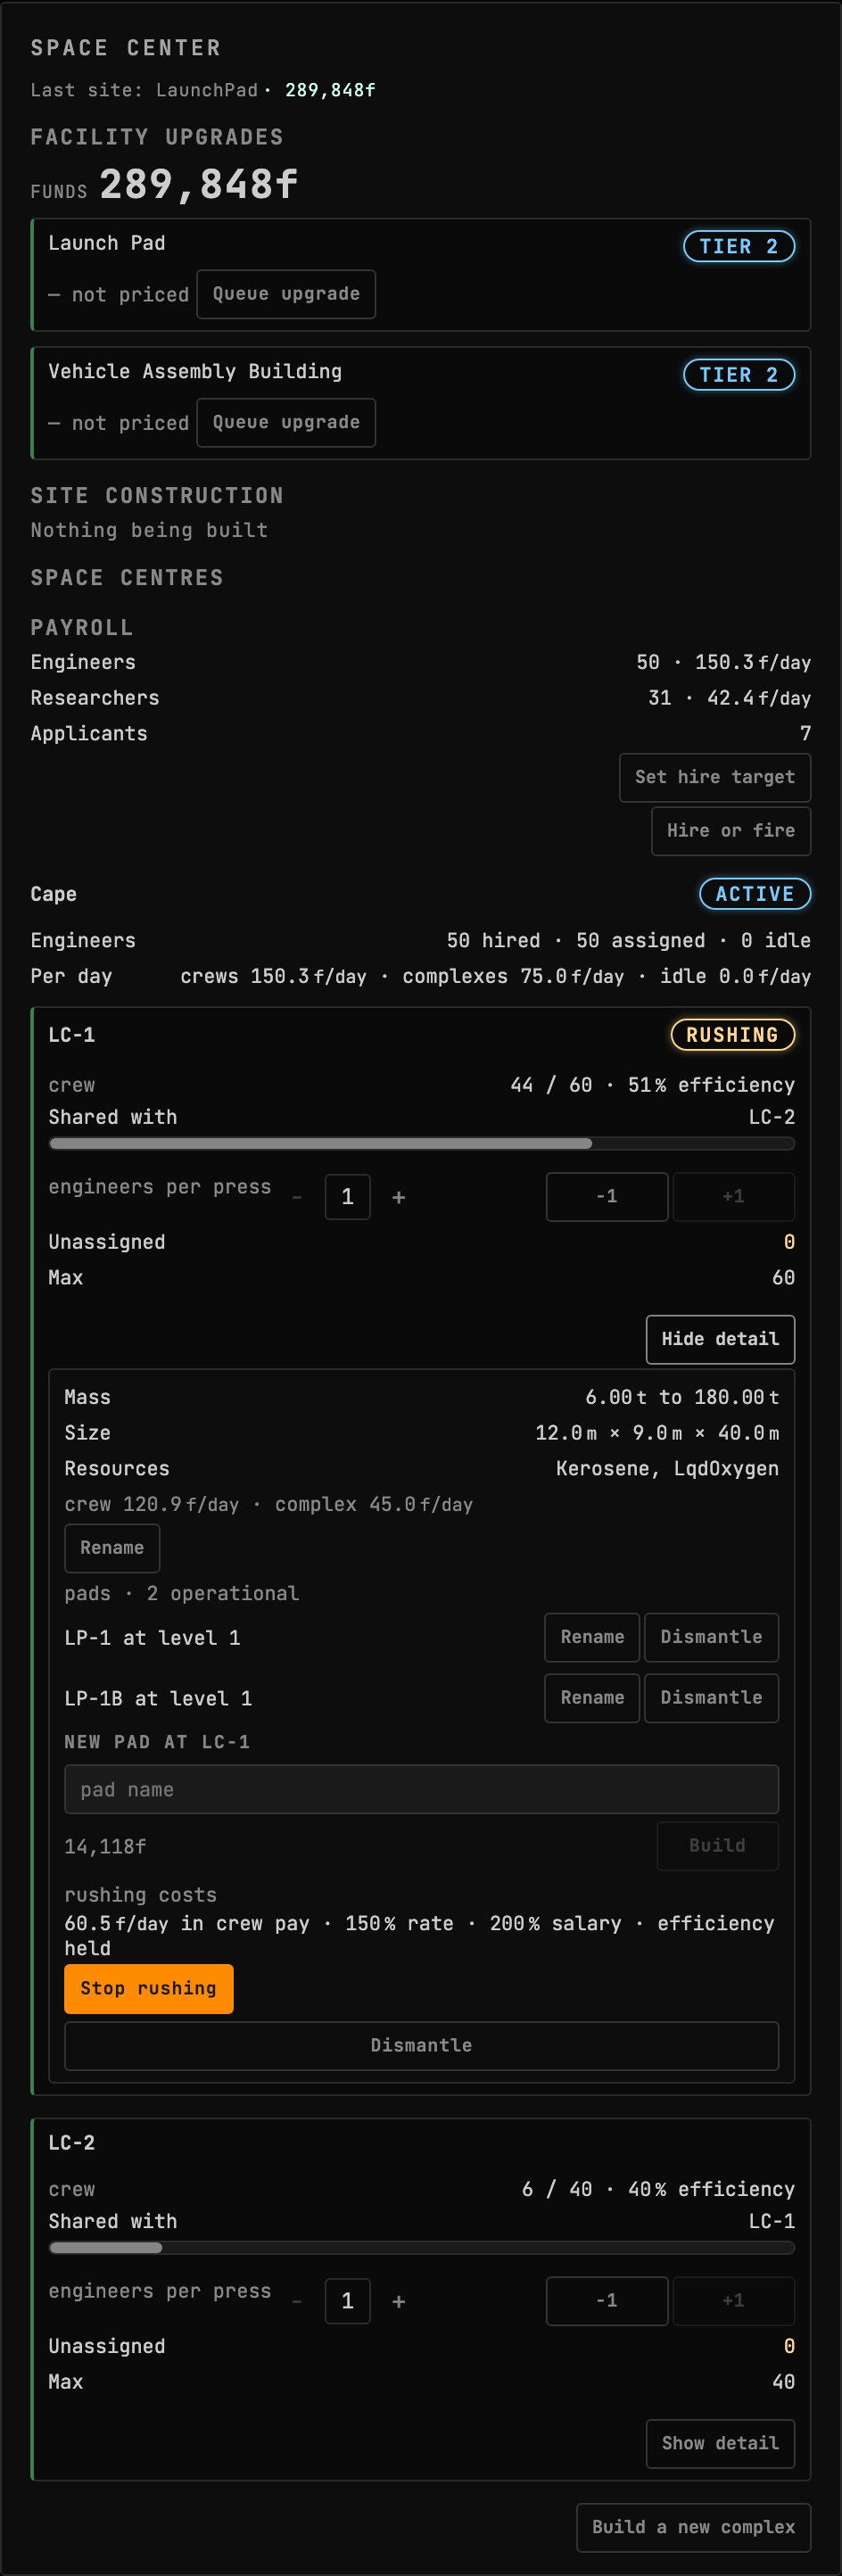 SPACE CENTER
Last site: LaunchPad · 289,848f
FACILITY UPGRADES
FUNDS 289,848f
Launch Pad TIER 2
— not priced Queue upgrade
Vehicle Assembly Building TIER 2
— not priced Queue upgrade
SITE CONSTRUCTION
Nothing being built
SPACE CENTRES
PAYROLL
Engineers 50 · 150.3 f/day
Researchers 31 · 42.4 f/day
Applicants 7
Set hire target
Hire or fire
Cape ACTIVE
Engineers 50 hired · 50 assigned · 0 idle
Per day crews 150.3 f/day · complexes 75.0 f/day · idle 0.0 f/day
LC-1 RUSHING
crew 44 / 60 · 51% efficiency
Shared with LC-2
engineers per press - 1 + -1 +1
Unassigned 0
Max 60
Hide detail
Mass 6.00 t to 180.00 t
Size 12.0 m × 9.0 m × 40.0 m
Resources Kerosene, LqdOxygen
crew 120.9 f/day · complex 45.0 f/day
Rename
pads · 2 operational
LP-1 at level 1 Rename Dismantle
LP-1B at level 1 Rename Dismantle
NEW PAD AT LC-1
pad name
14,118f Build
rushing costs
60.5 f/day in crew pay · 150% rate · 200% salary · efficiency
held
Stop rushing
Dismantle
LC-2
crew 6 / 40 · 40% efficiency
Shared with LC-1
engineers per press - 1 + -1 +1
Unassigned 0
Max 40
Show detail
Build a new complex